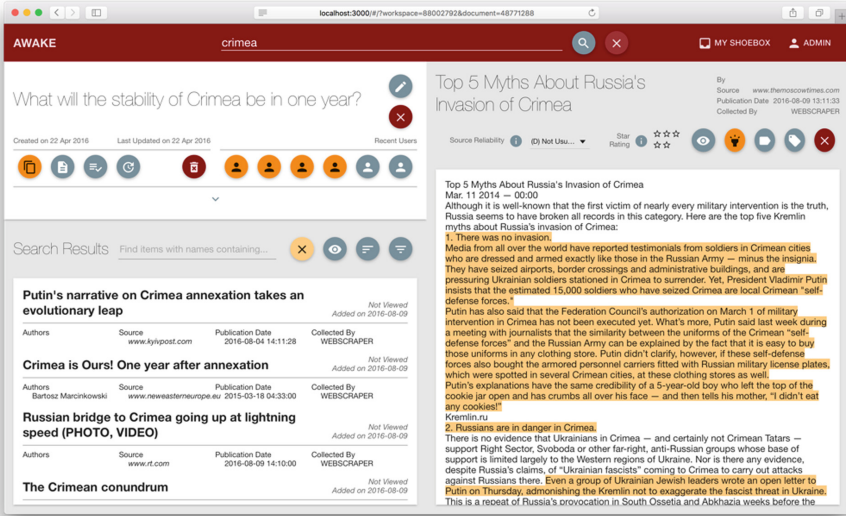 localhost:3000/#/?workspace=88002792&document=48771288
AWAKE
crimea
MY SHOEBOX
ADMIN
What will the stability of Crimea be in one year?
Created on 22 Apr 2016
Last Updated on 22 Apr 2016
Recent Users
Search Results
Find items with names containing...
Putin's narrative on Crimea annexation takes an
evolutionary leap
Not Viewed
Added on 2016-08-09
Authors
Source
Publication Date
Collected By
www.kyivpost.com
2016-08-04 14:11:28
WEBSCRAPER
Crimea is Ours! One year after annexation
Not Viewed
Added on 2016-08-09
Authors
Source
Publication Date
Collected By
Bartosz Marcinkowski
www.neweasterneurope.eu
2015-03-18 04:33:00
WEBSCRAPER
Russian bridge to Crimea going up at lightning
speed (PHOTO, VIDEO)
Not Viewed
Added on 2016-08-09
Authors
Source
Publication Date
Collected By
www.rt.com
2016-08-09 14:10:00
WEBSCRAPER
The Crimean conundrum
Not Viewed
Added on 2016-08-09
Top 5 Myths About Russia's
Invasion of Crimea
By
Source www.themoscowtimes.com
Publication Date 2016-08-09 13:11:33
Collected By WEBSCRAPER
Source Reliability
(D) Not Usu...
Star
Rating
Top 5 Myths About Russia's Invasion of Crimea
Mar. 11 2014 — 00:00
Although it is well-known that the first victim of nearly every military intervention is the truth,
Russia seems to have broken all records in this category. Here are the top five Kremlin
myths about Russia's invasion of Crimea:
1. There was no invasion.
Media from all over the world have reported testimonials from soldiers in Crimean cities
who are dressed and armed exactly like those in the Russian Army — minus the insignia.
They have seized airports, border crossings and administrative buildings, and are
pressuring Ukrainian soldiers stationed in Crimea to surrender. Yet, President Vladimir Putin
insists that the estimated 15,000 soldiers who have seized Crimea are local Crimean "self-
defense forces."
Putin has also said that the Federation Council's authorization on March 1 of military
intervention in Crimea has not been executed yet. What's more, Putin said last week during
a meeting with journalists that the similarity between the uniforms of the Crimean "self-
defense forces" and the Russian Army can be explained by the fact that it is easy to buy
those uniforms in any clothing store. Putin didn't clarify, however, if these self-defense
forces also bought the armored personnel carriers fitted with Russian military license plates,
which were spotted in several Crimean cities, at these clothing stores as well.
Putin's explanations have the same credibility of a 5-year-old boy who left the top of the
cookie jar open and has crumbs all over his face — and then tells his mother, "I didn't eat
any cookies!"
Kremlin.ru
2. Russians are in danger in Crimea.
There is no evidence that Ukrainians in Crimea — and certainly not Crimean Tatars —
support Right Sector, Svoboda or other far-right, anti-Russian groups whose base of
support is limited largely to the Western regions of Ukraine. Nor is there any evidence,
despite Russia's claims, of "Ukrainian fascists" coming to Crimea to carry out attacks
against Russians there. Even a group of Ukrainian Jewish leaders wrote an open letter to
Putin on Thursday, admonishing the Kremlin not to exaggerate the fascist threat in Ukraine.
This is a repeat of Russia's provocation in South Ossetia and Abkhazia weeks before the